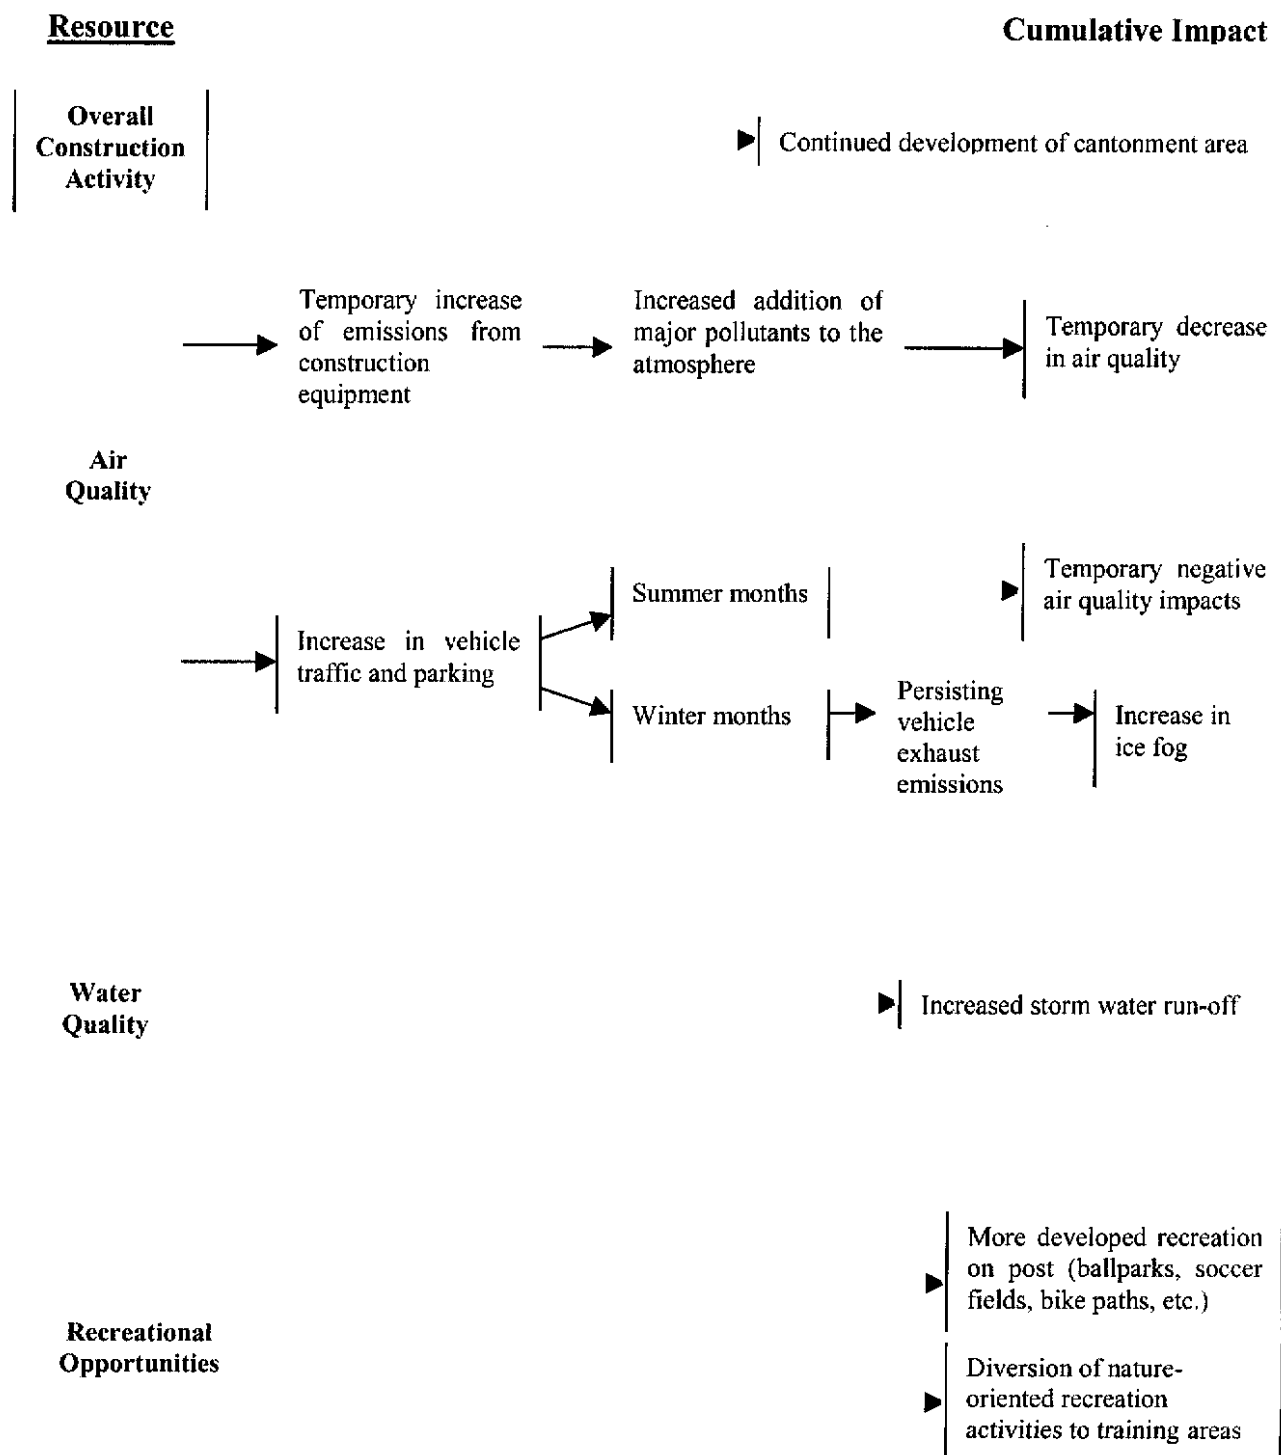 Resource
Cumulative Impact
Overall
Construction
Activity
Continued development of cantonment area
Temporary increase
of emissions from
construction
equipment
Increased addition of
major pollutants to the
atmosphere
Temporary decrease
in air quality
Air
Quality
Increase in vehicle
traffic and parking
Summer months
Temporary negative
air quality impacts
Winter months
Persisting
vehicle
exhaust
emissions
Increase in
ice fog
Water
Quality
Increased storm water run-off
Recreational
Opportunities
More developed recreation
on post (ballparks, soccer
fields, bike paths, etc.)
Diversion of nature-
oriented recreation
activities to training areas